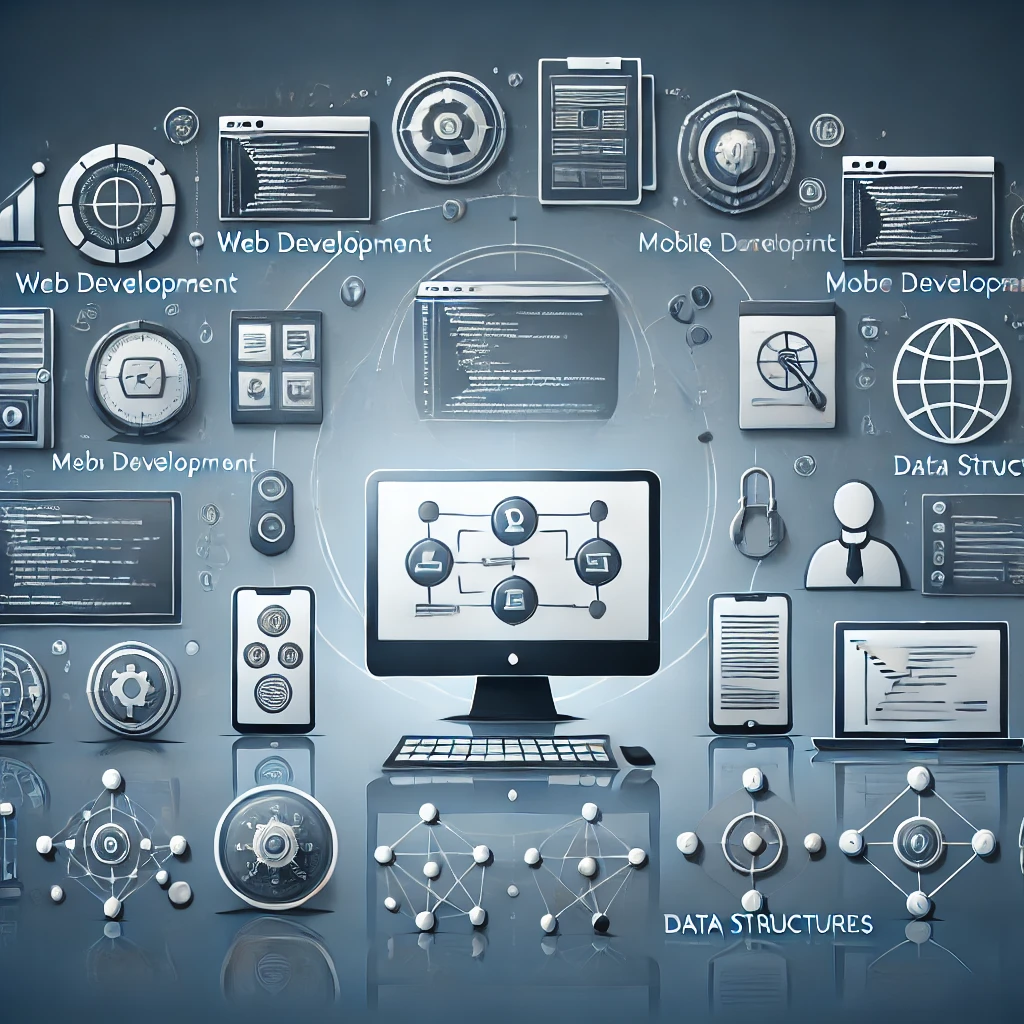 Web Development
Mobile Developint
Web Development
Mobe Developm
Mebi Development
Data Struc
DATA STRUCTURES